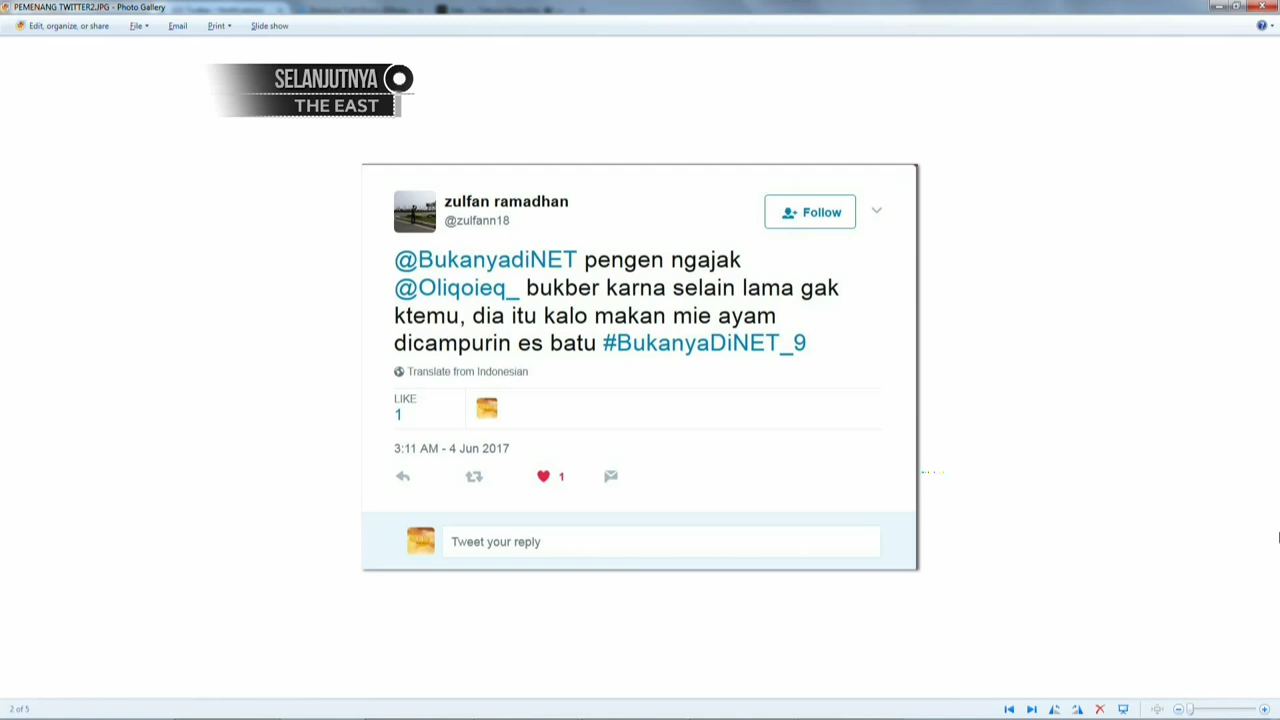 PEMENANG TWITTER2.JPG - Photo Gallery
Edit, organize, or share File Email Print Slide show
SELANJUTNYA
THE EAST
zulfan ramadhan
@zulfann18
Follow
@BukanyadiNET pengen ngajak
@Oliqoieq_ bukber karna selain lama gak
ktemu, dia itu kalo makan mie ayam
dicampurin es batu #BukanyaDiNET_9
Translate from Indonesian
LIKE
1
3:11 AM - 4 Jun 2017
1
Tweet your reply
2 of 5